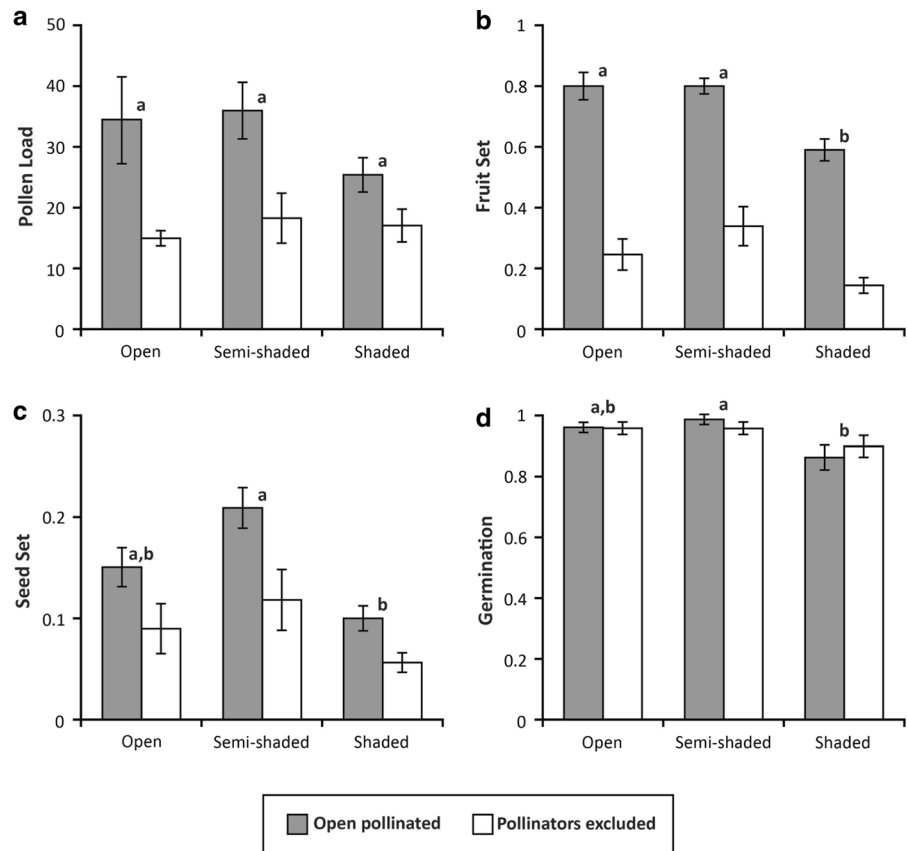 a
Pollen Load
50
40
30
20
10
0
a
a
a
Open Semi-shaded Shaded
b
Fruit Set
1
0.8
0.6
0.4
0.2
0
a
a
b
Open Semi-shaded Shaded
c
Seed Set
0.3
0.2
0.1
0
a,b
a
b
Open Semi-shaded Shaded
d
Germination
1
0.8
0.6
0.4
0.2
0
a,b
a
b
Open Semi-shaded Shaded
Open pollinated Pollinators excluded